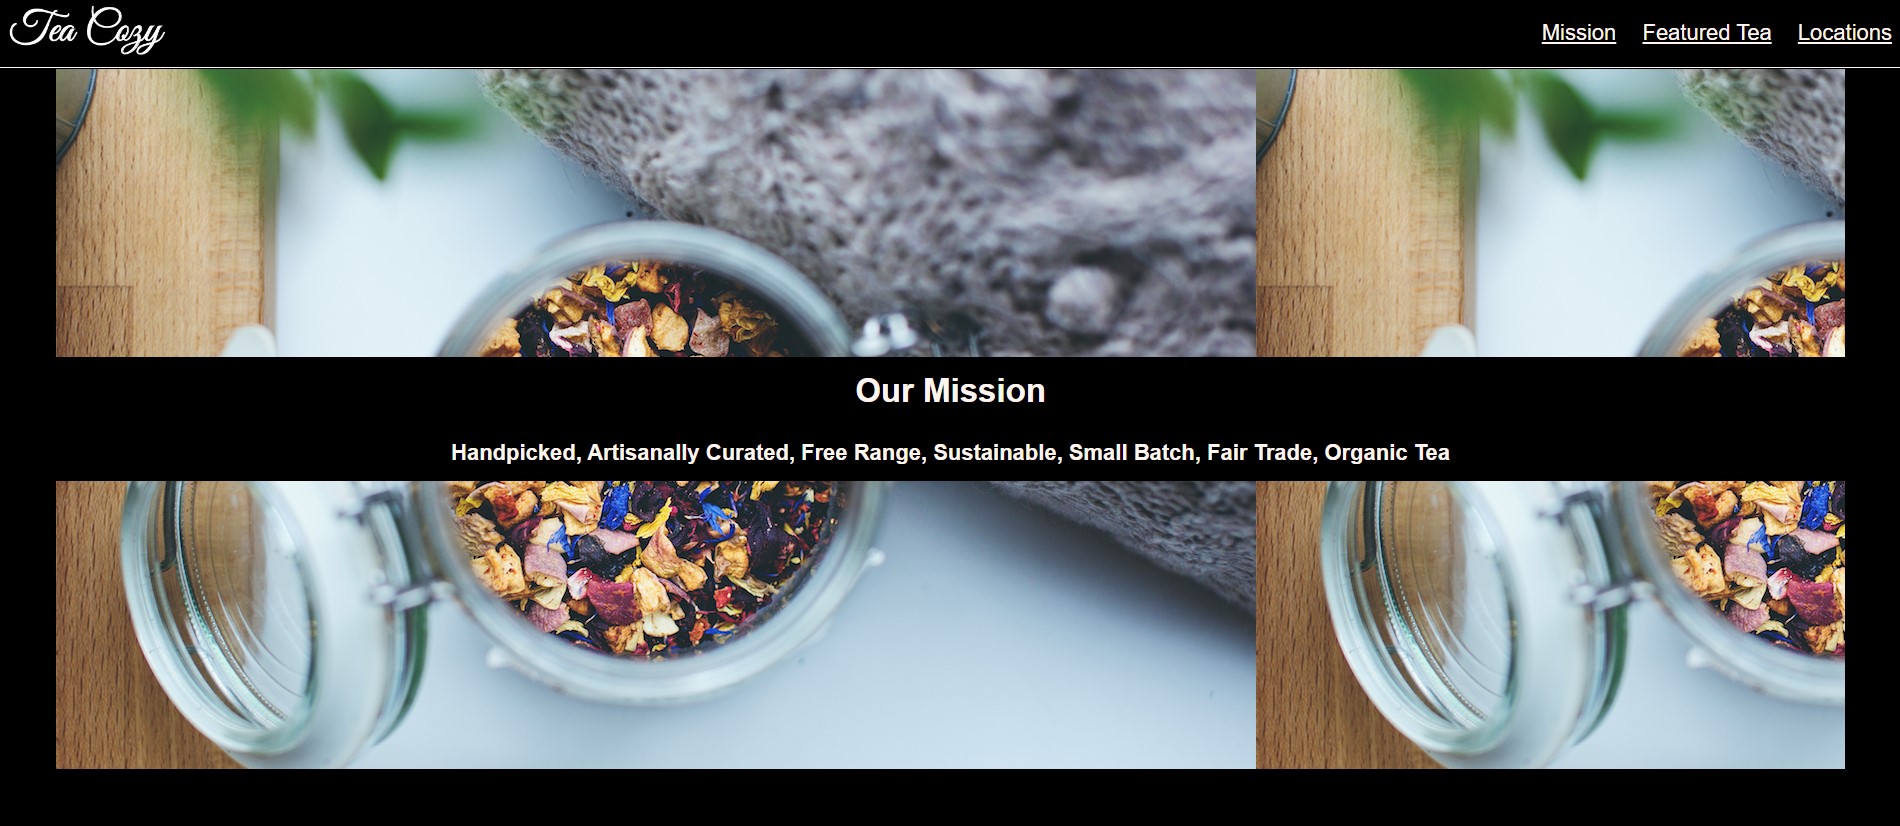 Tea Cozy
Mission Featured Tea Locations
Our Mission
Handpicked, Artisanally Curated, Free Range, Sustainable, Small Batch, Fair Trade, Organic Tea